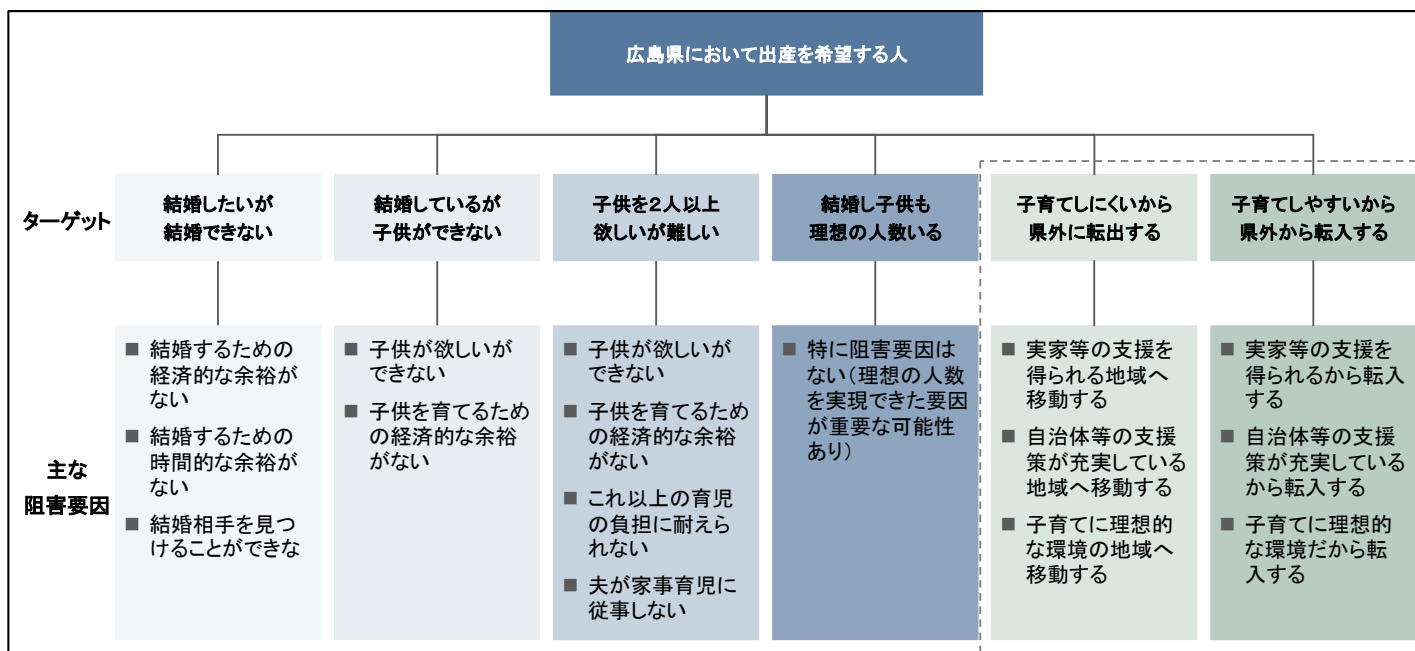 広島県において出産を希望する人
ターゲット
結婚したいが
結婚できない
結婚しているが
子供ができない
子供を2人以上
欲しいが難しい
結婚し子供も
理想の人数いる
子育てしにくいから
県外に転出する
子育てしやすいから
県外から転入する
主な
阻害要因
■ 結婚するための
経済的な余裕が
ない
■ 結婚するための
時間的な余裕が
ない
■ 結婚相手を見つ
けることができな
■ 子供が欲しいが
できない
■ 子供を育てるため
の経済的な余裕
がない
■ 子供が欲しいが
できない
■ 子供を育てるため
の経済的な余裕
がない
■ これ以上の育児
の負担に耐えら
れない
■ 夫が家事育児に
従事しない
■ 特に阻害要因は
ない（理想の人数
を実現できた要因
が重要な可能性
あり）
■ 実家等の支援を
得られる地域へ
移動する
■ 自治体等の支援
策が充実している
地域へ移動する
■ 子育てに理想的
な環境の地域へ
移動する
■ 実家等の支援を
得られるから転入
する
■ 自治体等の支援
策が充実している
から転入する
■ 子育てに理想的
な環境だから転
入する